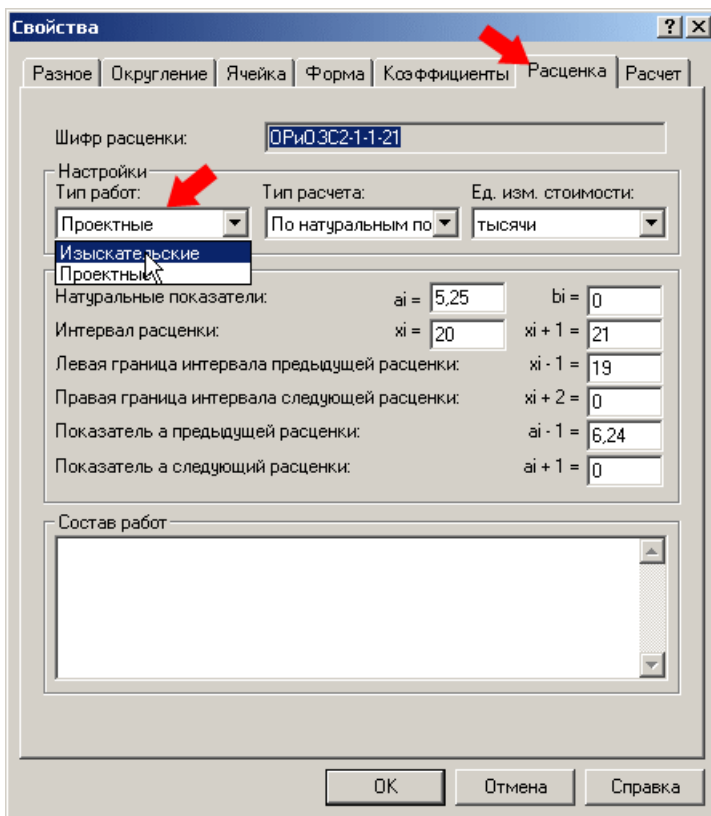 Свойства
Разное Округление Ячейка Форма Коэффициенты Расценка Расчет
Шифр расценки: ОРиОЗС2-1-1-21
Настройки
Тип работ: Тип расчета: Ед. изм. стоимости:
Проектные По натуральным по тысячи
Изыскательские
Проектные
Натуральные показатели: ai = 5,25 bi = 0
Интервал расценки: xi = 20 xi + 1 = 21
Левая граница интервала предыдущей расценки: xi - 1 = 19
Правая граница интервала следующей расценки: xi + 2 = 0
Показатель а предыдущей расценки: ai - 1 = 6,24
Показатель а следующий расценки: ai + 1 = 0
Состав работ
OK Отмена Справка